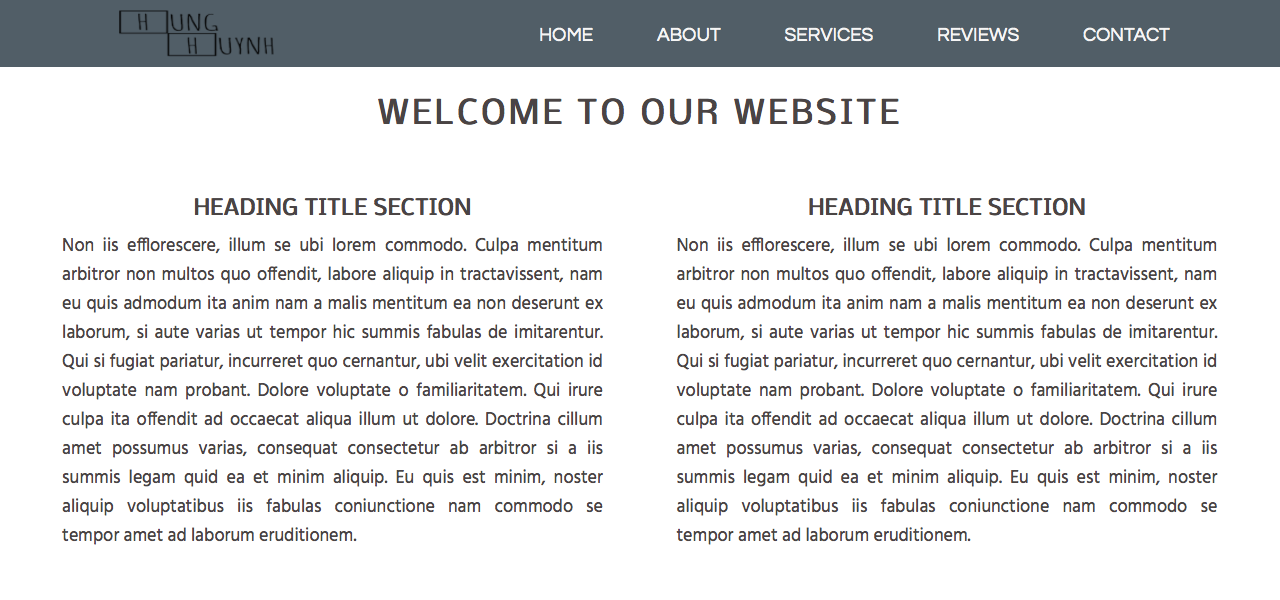 HUNG
HUYNH
HOME ABOUT SERVICES REVIEWS CONTACT
WELCOME TO OUR WEBSITE
HEADING TITLE SECTION
Non iis efflorescere, illum se ubi lorem commodo. Culpa mentitum
arbitror non multos quo offendit, labore aliquip in tractavissent, nam
eu quis admodum ita anim nam a malis mentitum ea non deserunt ex
laborum, si aute varias ut tempor hic summis fabulas de imitarentur.
Qui si fugiat pariatur, incurreret quo cernantur, ubi velit exercitation id
voluptate nam probant. Dolore voluptate o familiaritatem. Qui irure
culpa ita offendit ad occaecat aliqua illum ut dolore. Doctrina cillum
amet possumus varias, consequat consectetur ab arbitror si a iis
summis legam quid ea et minim aliquip. Eu quis est minim, noster
aliquip voluptatibus iis fabulas coniunctione nam commodo se
tempor amet ad laborum eruditionem.
HEADING TITLE SECTION
Non iis efflorescere, illum se ubi lorem commodo. Culpa mentitum
arbitror non multos quo offendit, labore aliquip in tractavissent, nam
eu quis admodum ita anim nam a malis mentitum ea non deserunt ex
laborum, si aute varias ut tempor hic summis fabulas de imitarentur.
Qui si fugiat pariatur, incurreret quo cernantur, ubi velit exercitation id
voluptate nam probant. Dolore voluptate o familiaritatem. Qui irure
culpa ita offendit ad occaecat aliqua illum ut dolore. Doctrina cillum
amet possumus varias, consequat consectetur ab arbitror si a iis
summis legam quid ea et minim aliquip. Eu quis est minim, noster
aliquip voluptatibus iis fabulas coniunctione nam commodo se
tempor amet ad laborum eruditionem.